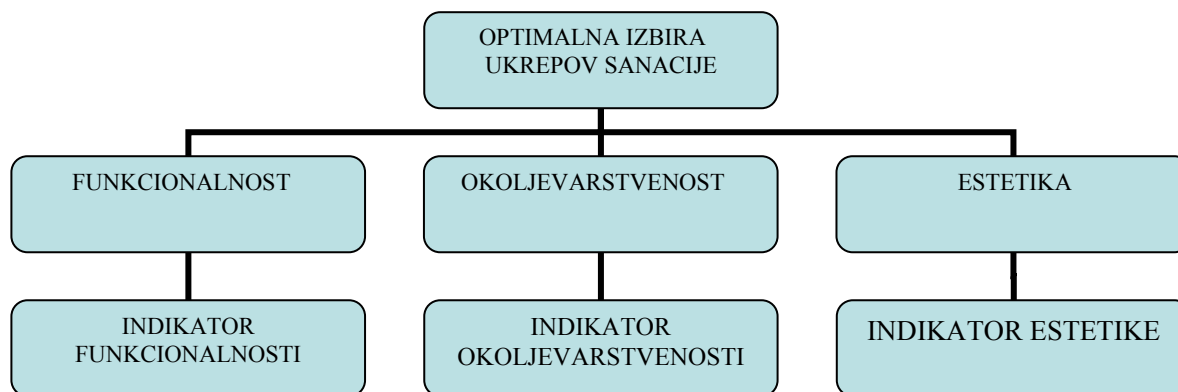 OPTIMALNA IZBIRA
UKREPOV SANACIJE
FUNKCIONALNOST
OKOLJEVARSTVENOST
ESTETIKA
INDIKATOR
FUNKCIONALNOSTI
INDIKATOR
OKOLJEVARSTVENOSTI
INDIKATOR ESTETIKE